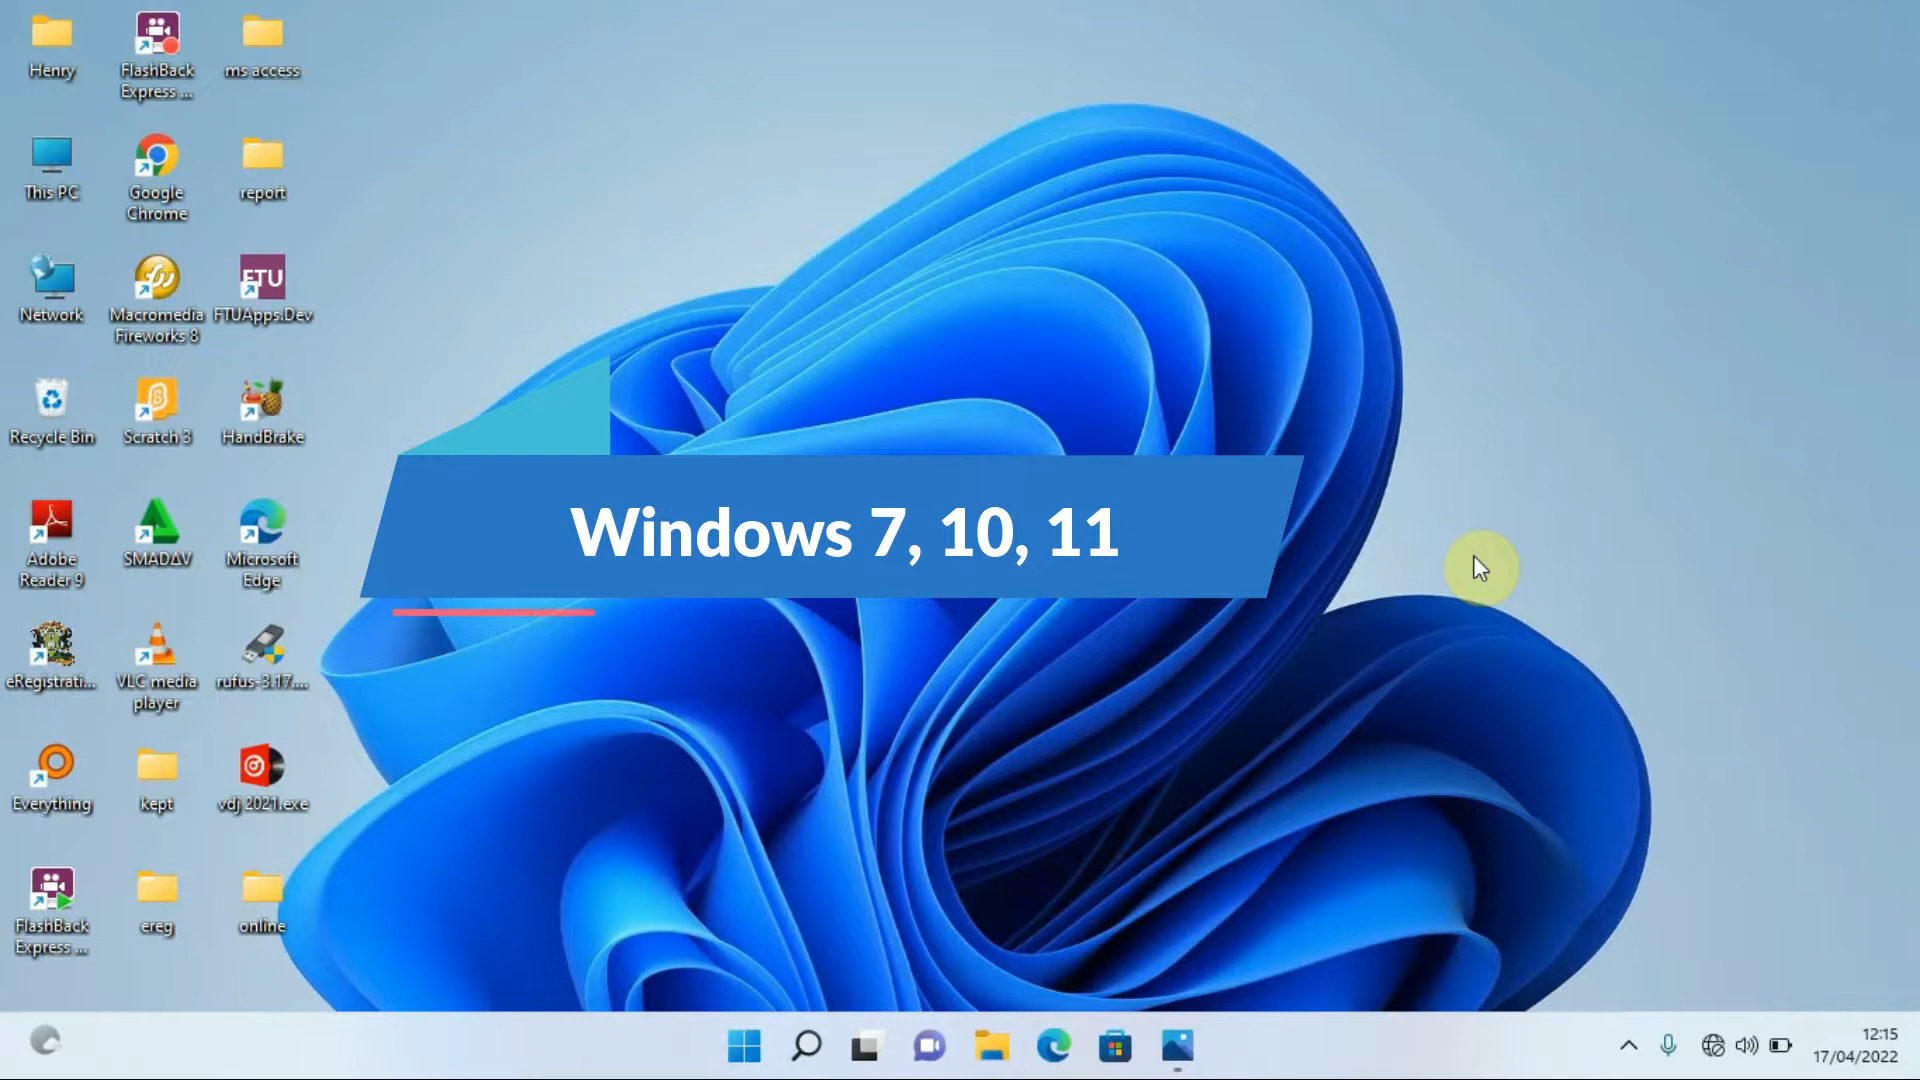 Henry
FlashBack
Express ...
ms access
This PC
Google
Chrome
report
Network
Macromedia
Fireworks 8
FTU
FTUApps.Dev
Recycle Bin
Scratch 3
HandBrake
Windows 7, 10, 11
Adobe
Reader 9
SMADΔV
Microsoft
Edge
eRegistrati...
VLC media
player
rufus-3.17....
Everything
kept
vdj 2021.exe
FlashBack
Express ...
ereg
online
12:15
17/04/2022